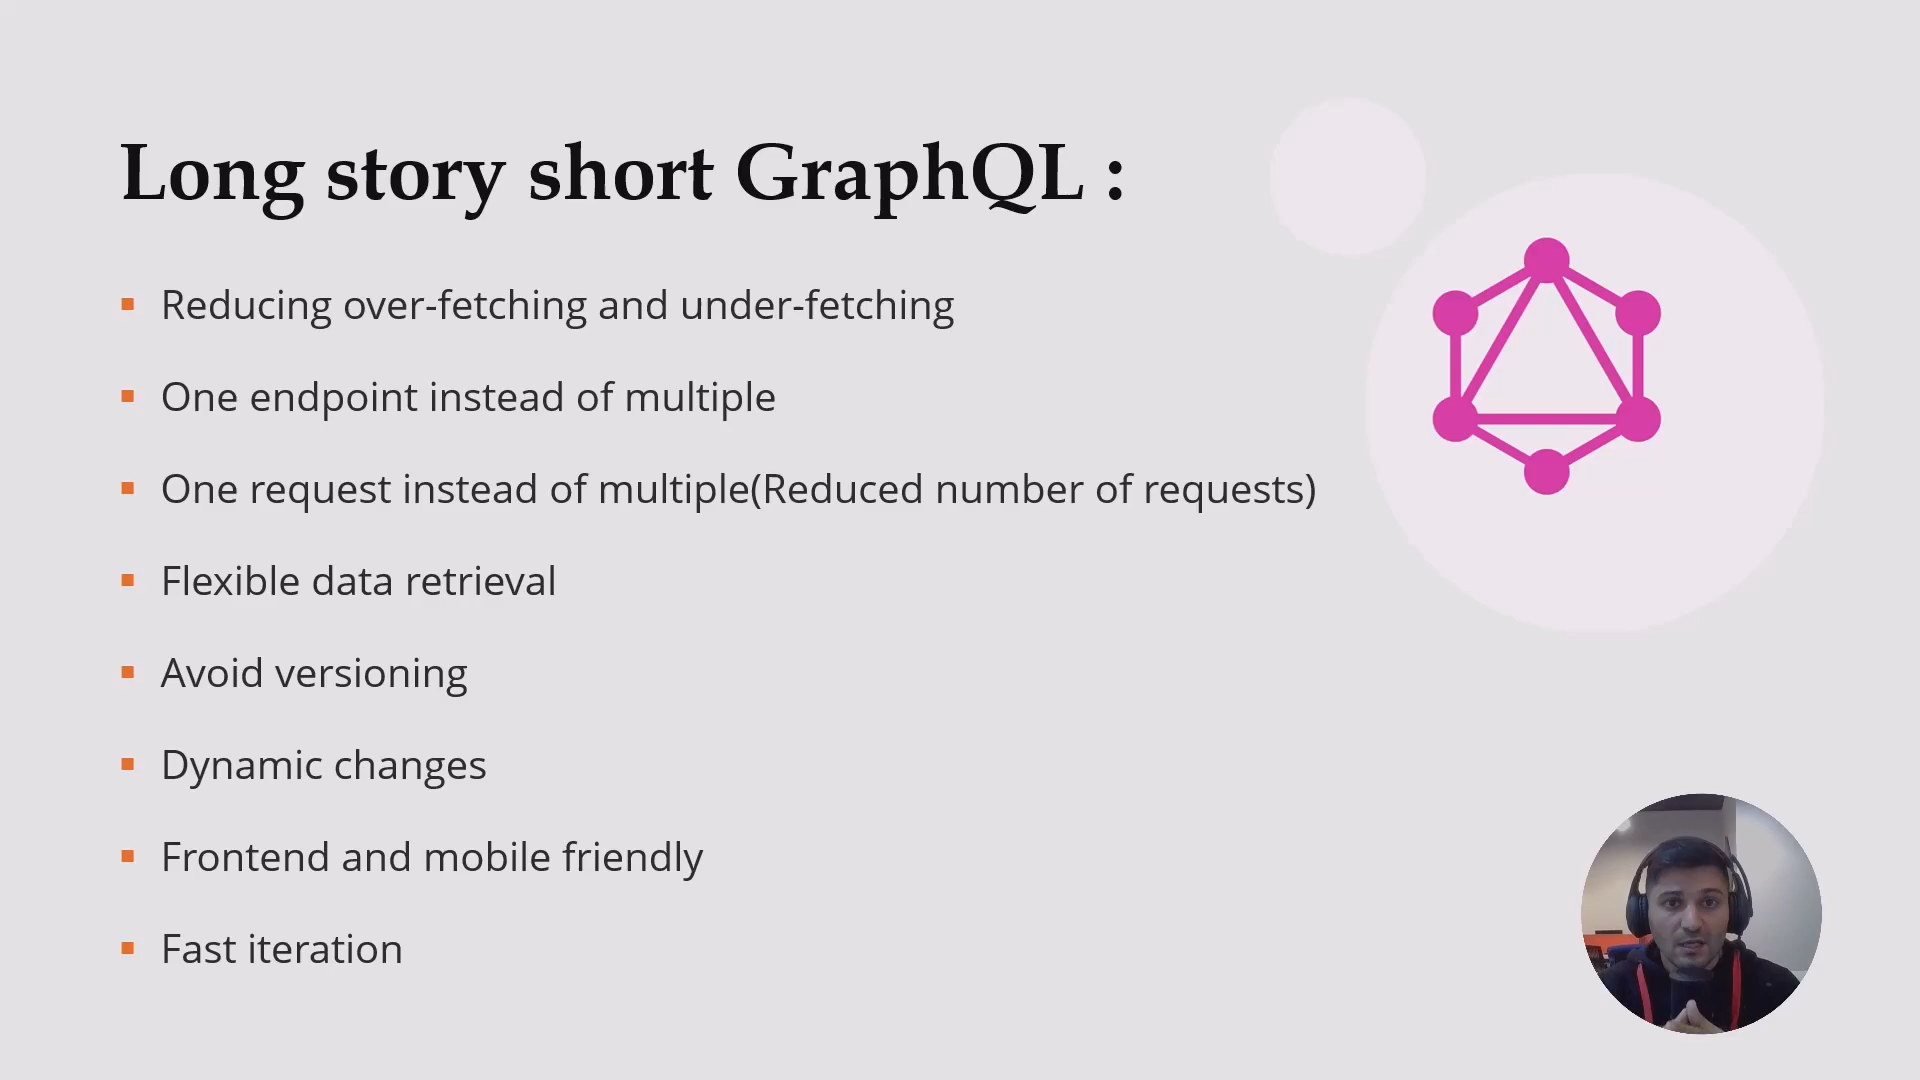 Long story short GraphQL :
Reducing over-fetching and under-fetching
One endpoint instead of multiple
One request instead of multiple(Reduced number of requests)
Flexible data retrieval
Avoid versioning
Dynamic changes
Frontend and mobile friendly
Fast iteration